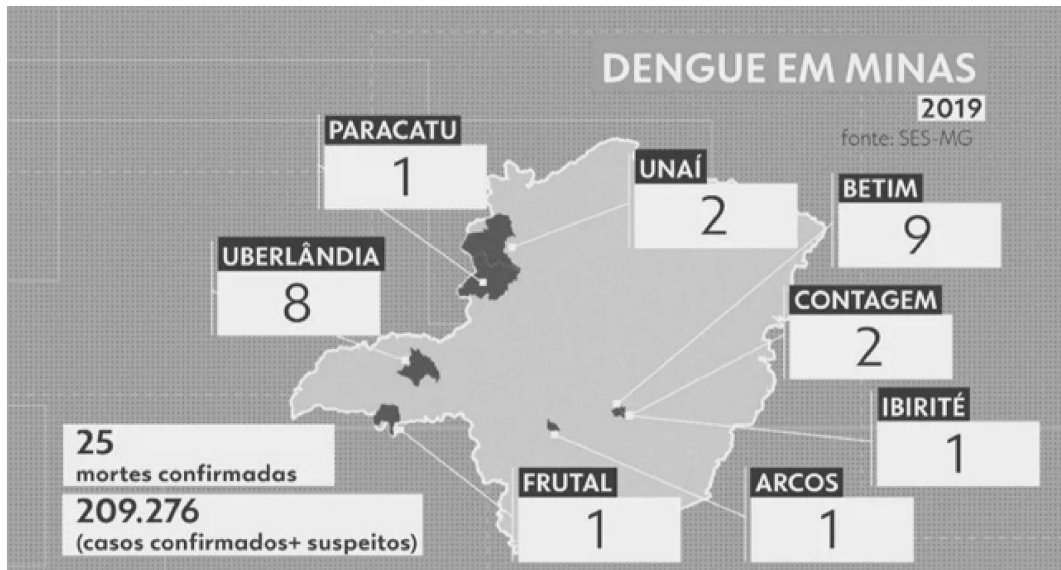 DENGUE EM MINAS
2019
fonte: SES-MG
PARACATU
1
UNAÍ
2
BETIM
9
UBERLÂNDIA
8
CONTAGEM
2
IBIRITÉ
1
FRUTAL
1
ARCOS
1
25
mortes confirmadas
209.276
(casos confirmados+ suspeitos)